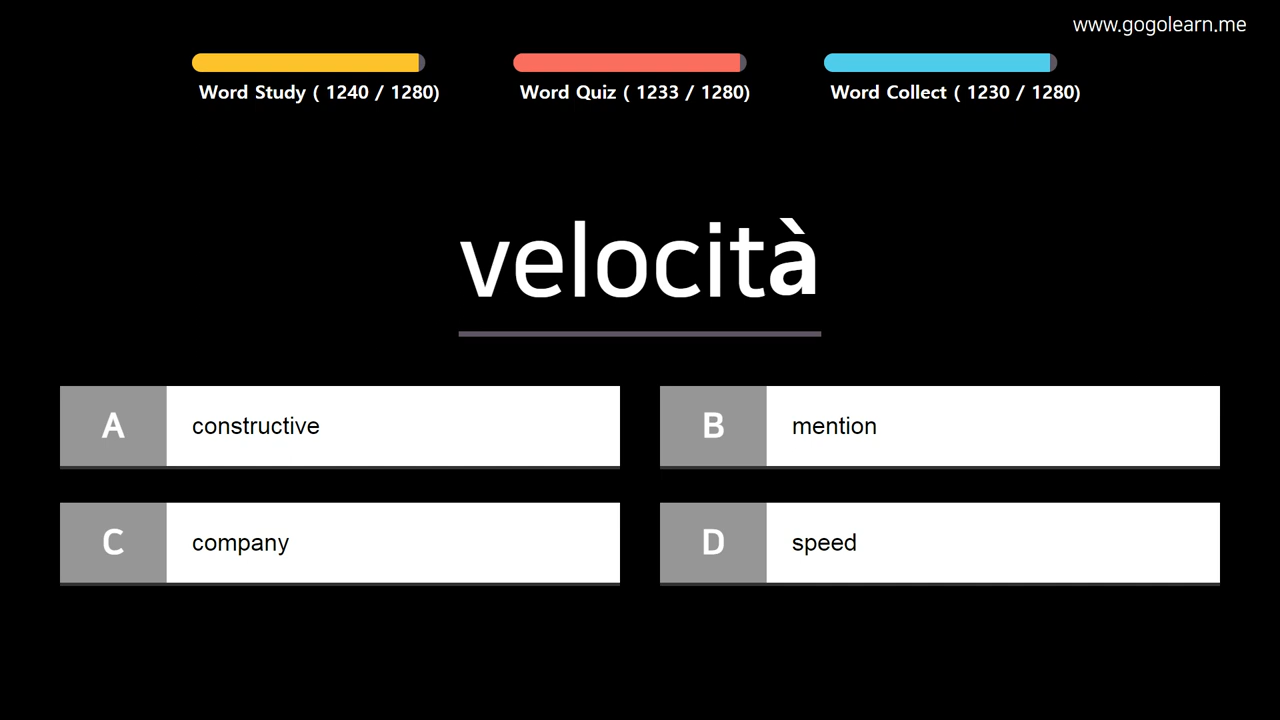 www.gogolearn.me
Word Study ( 1240 / 1280)
Word Quiz ( 1233 / 1280)
Word Collect ( 1230 / 1280)
velocità
A constructive
B mention
C company
D speed